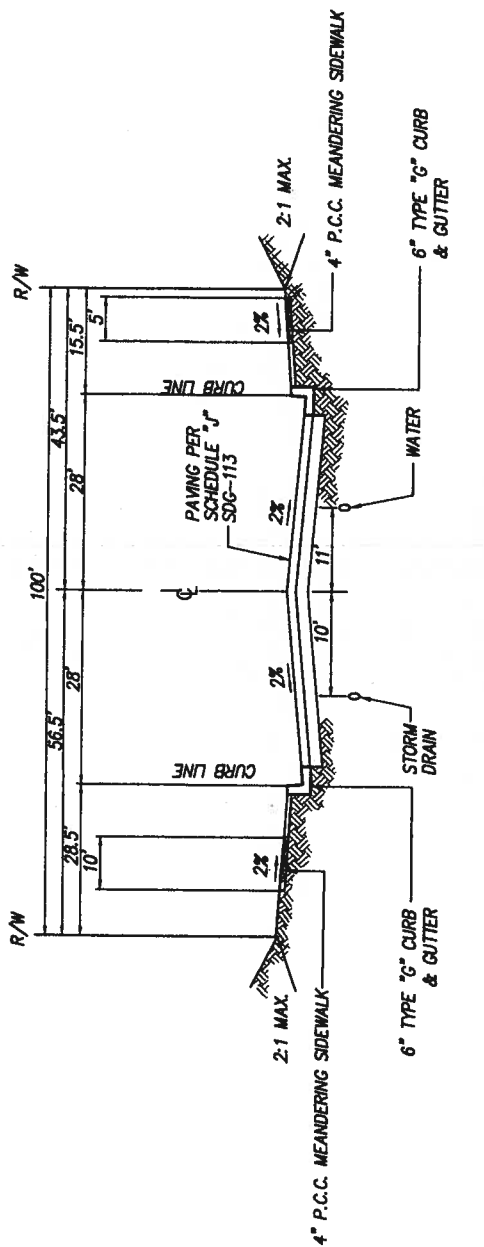 R/W
R/W
100'
56.5'
43.5'
28.5'
28'
28'
15.5'
10'
5'
CURB LINE
CURB LINE
℄
PAVING PER
SCHEDULE "J"
SDG-113
2%
2%
2%
2%
2:1 MAX.
2:1 MAX.
4" P.C.C. MEANDERING SIDEWALK
4" P.C.C. MEANDERING SIDEWALK
10'
11'
STORM
DRAIN
WATER
6" TYPE "G" CURB
& GUTTER
6" TYPE "G" CURB
& GUTTER